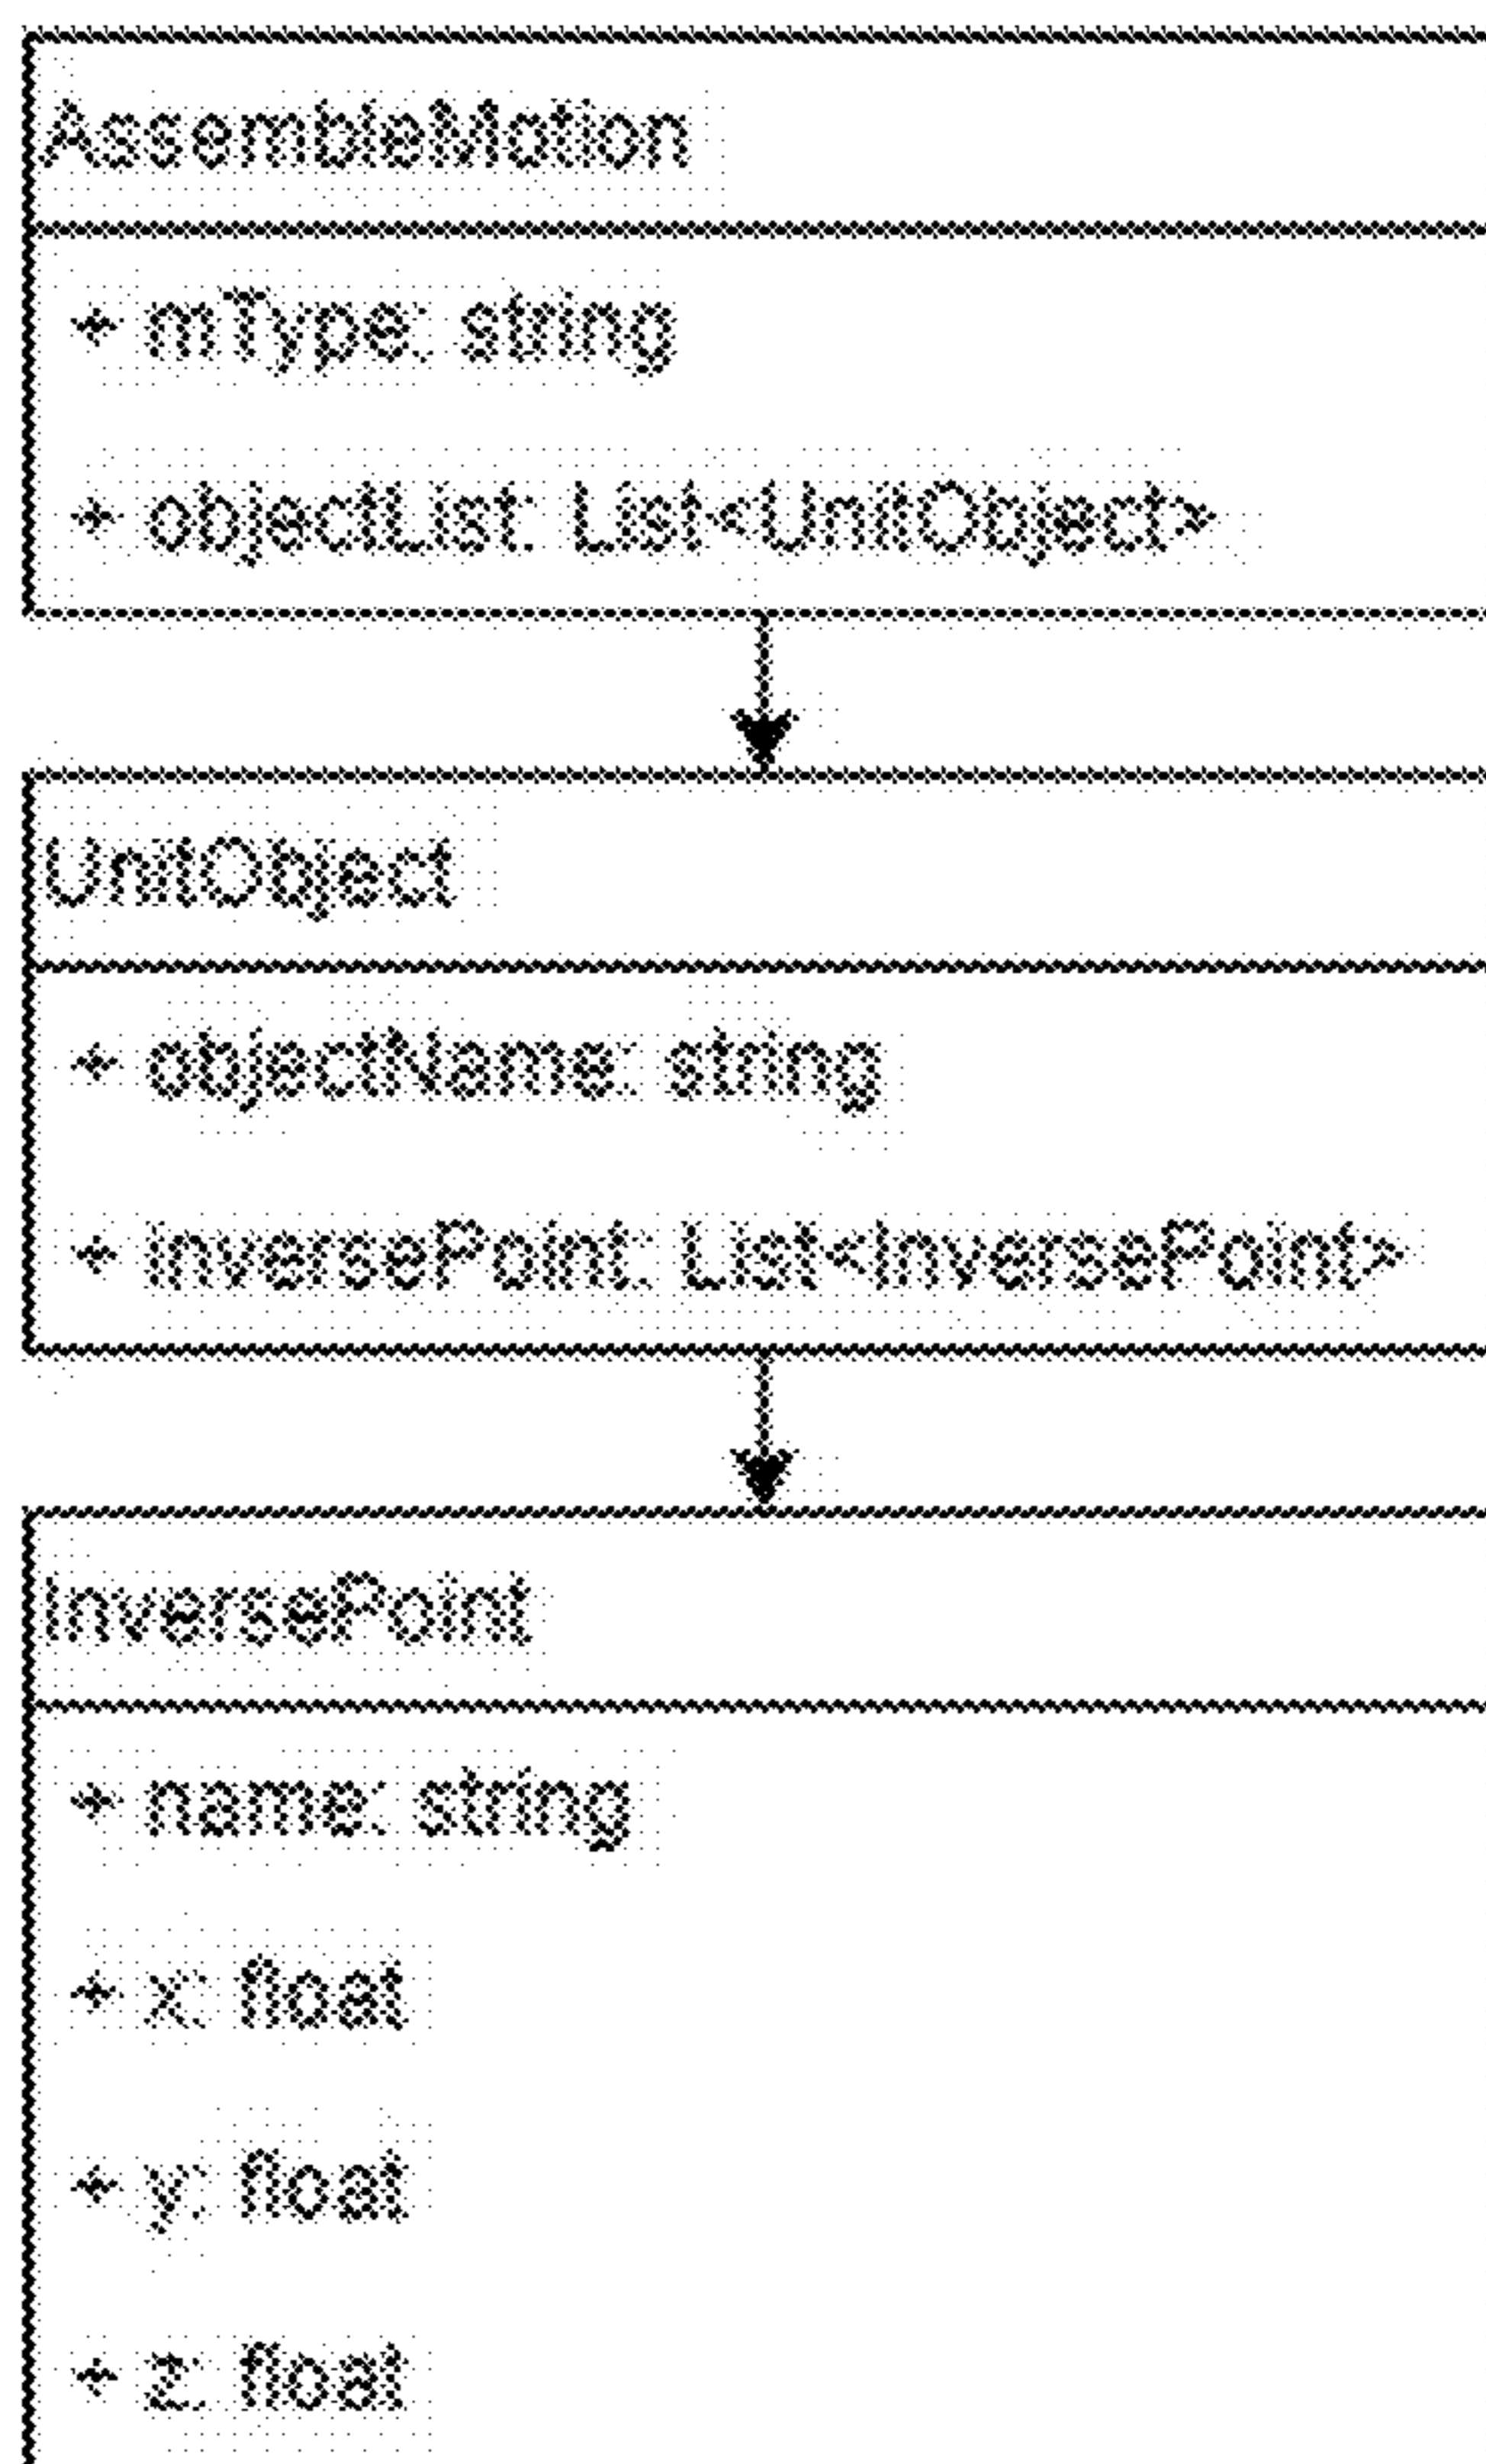 AssembleMotion
+ mType: string
+ objectList: List<UnitObject>
UnitObject
+ objectName: string
+ inversePoint: List<InversePoint>
InversePoint
+ name: string
+ x: float
+ y: float
+ z: float